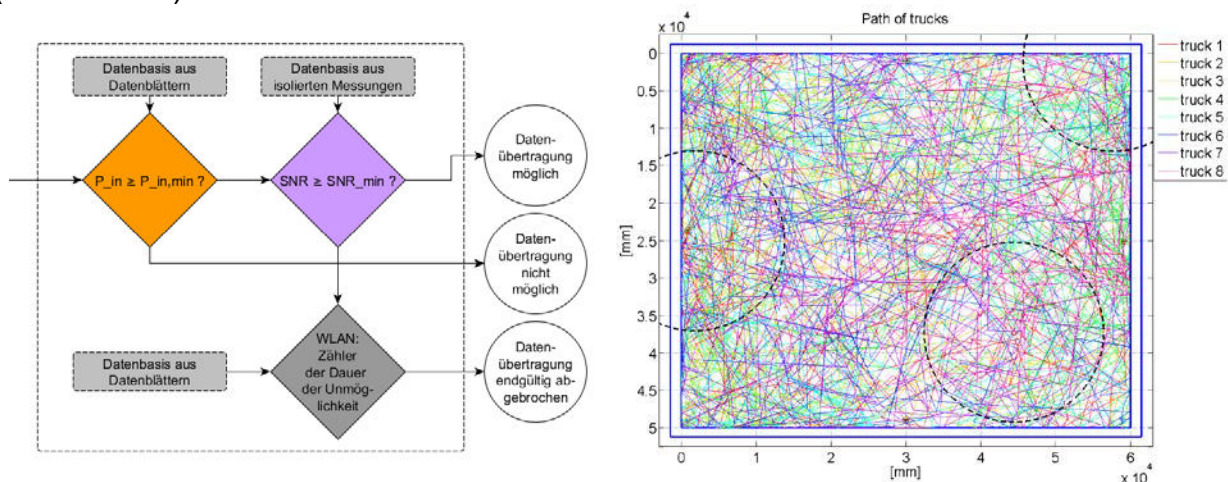 Datenbasis aus
Datenblättern
Datenbasis aus
isolierten Messungen
P_in ≥ P_in,min ?
SNR ≥ SNR_min ?
Daten-
übertragung
möglich
Daten-
übertragung
nicht
möglich
WLAN:
Zähler
der Dauer
der Unmög-
lichkeit
Datenbasis aus
Datenblättern
Daten-
übertragung
endgültig ab-
gebrochen
Path of trucks
x 10⁴
0
0.5
1
1.5
2
2.5
3
3.5
4
4.5
5
[mm]
0
1
2
3
4
5
6
[mm]
x 10⁴
truck 1
truck 2
truck 3
truck 4
truck 5
truck 6
truck 7
truck 8